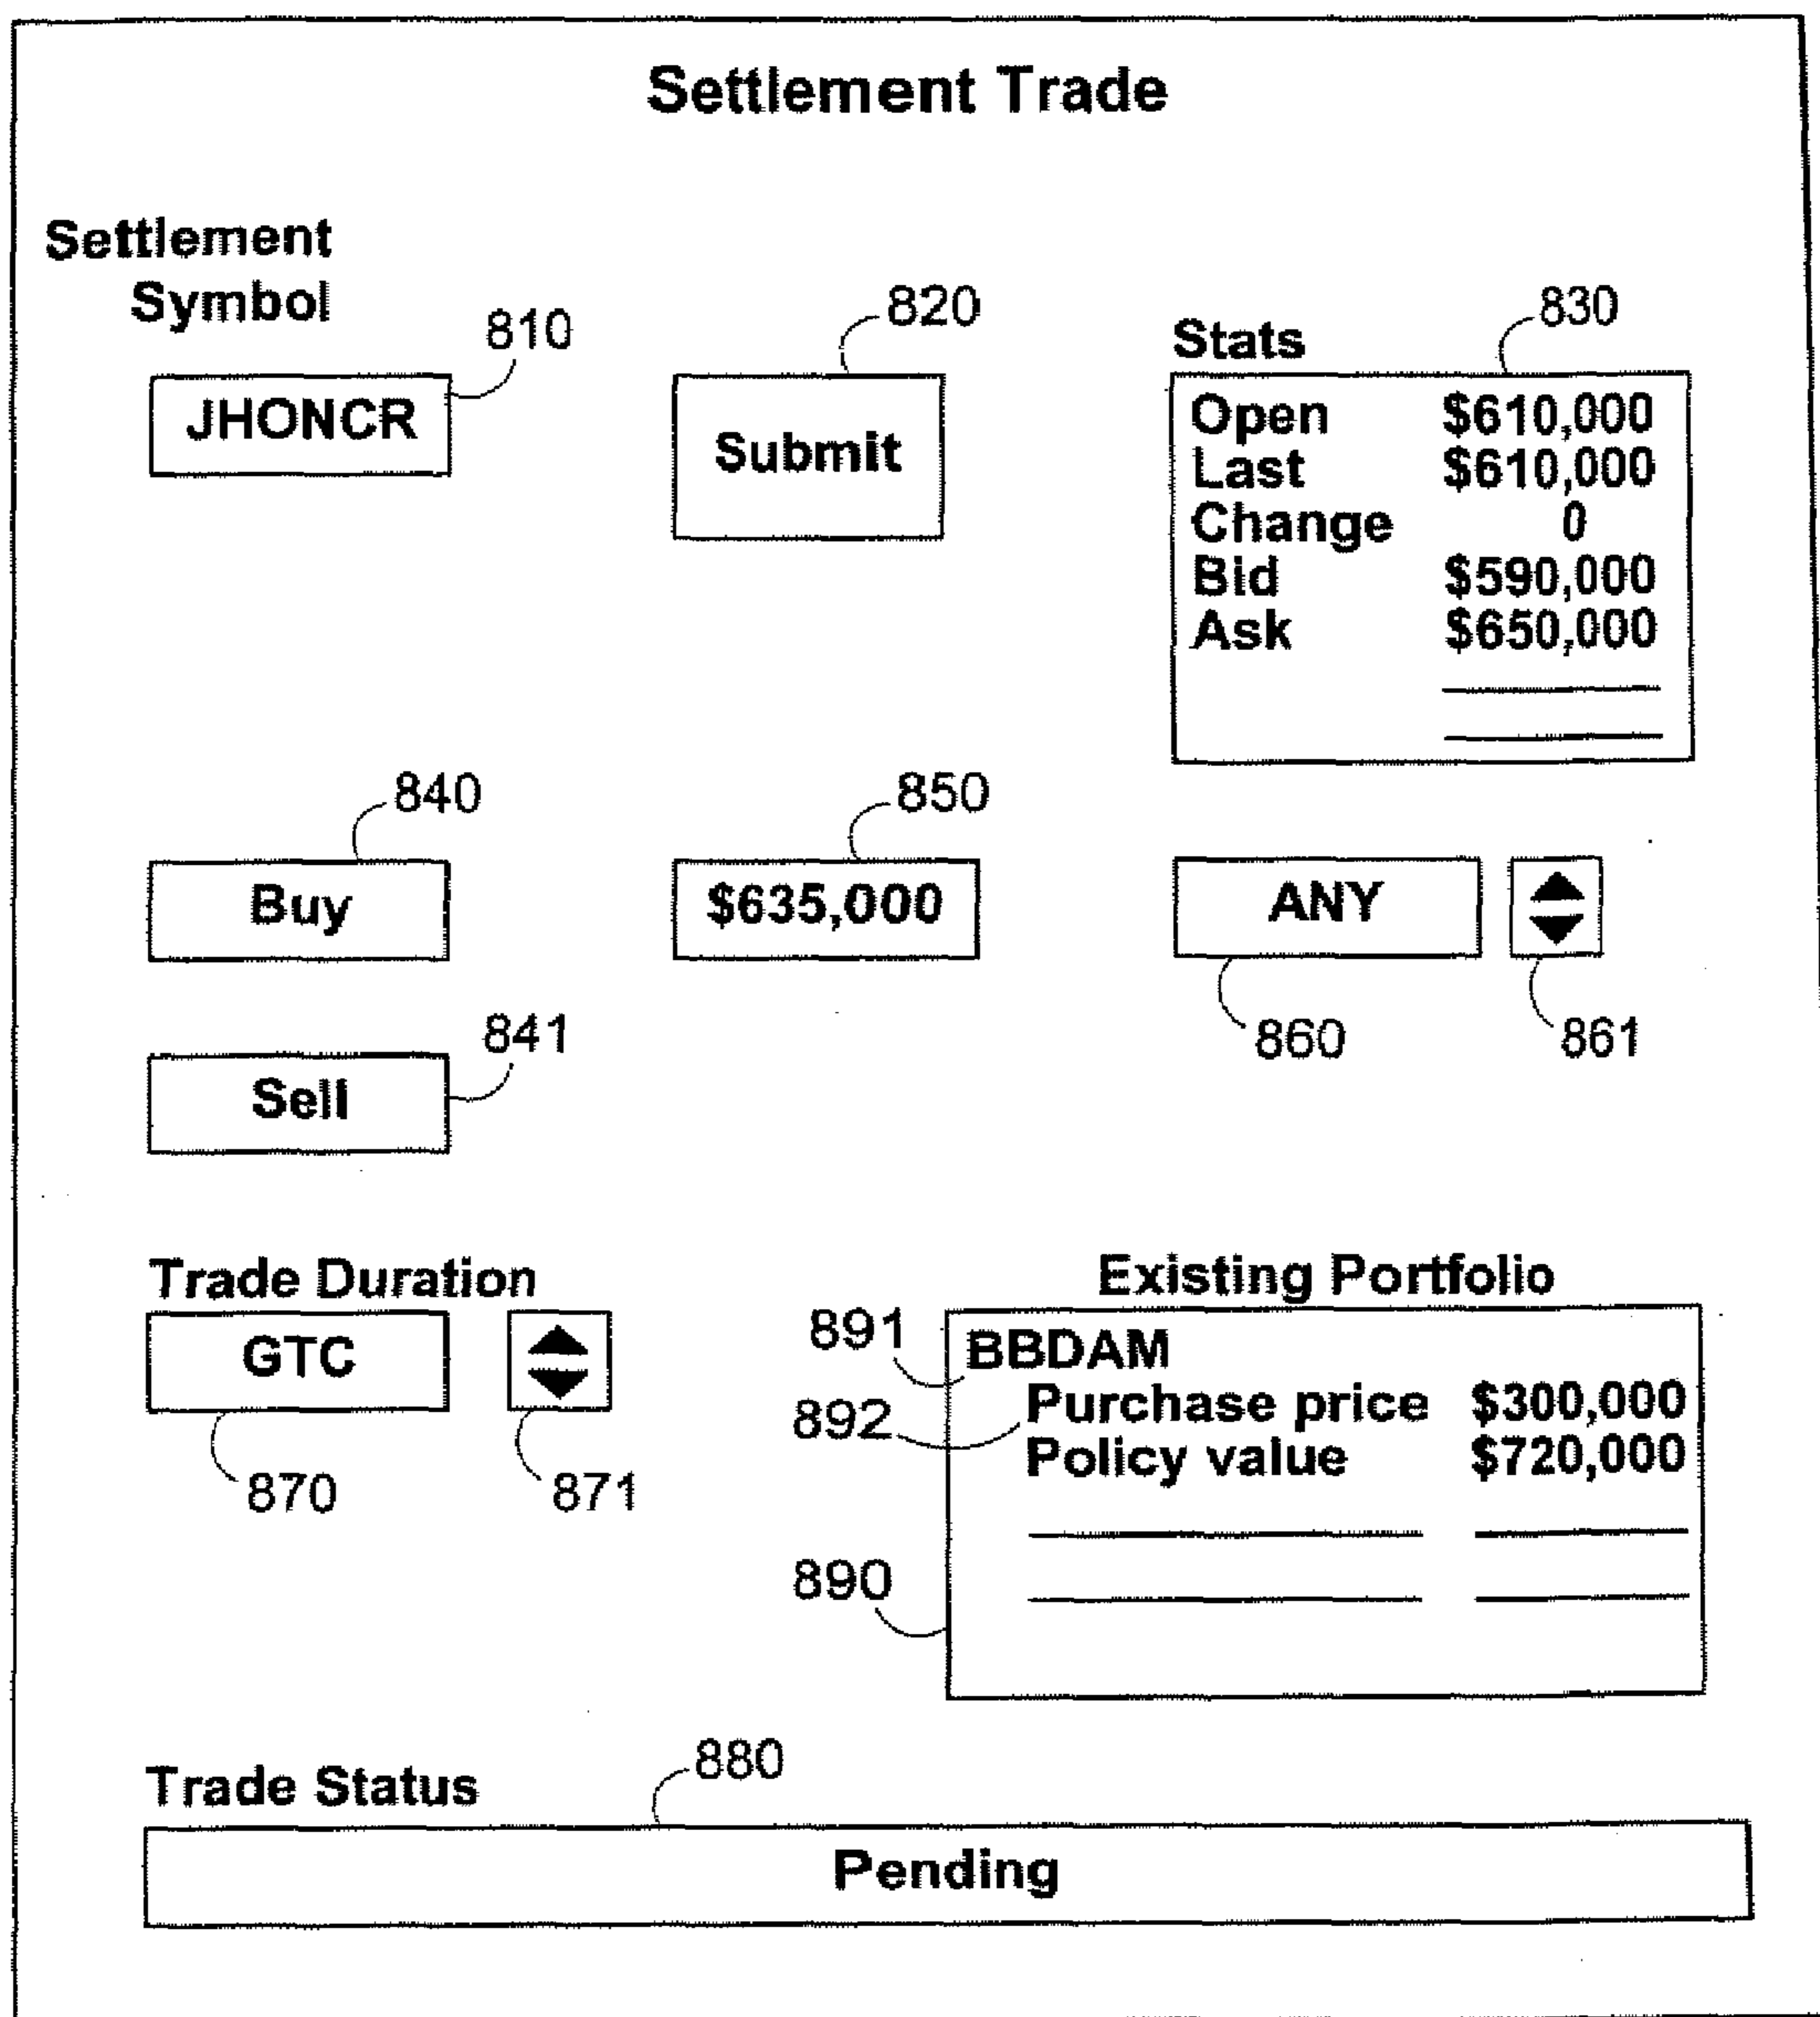 Settlement Trade
Settlement
Symbol
810
820
830
JHONCR
Submit
Stats
Open $610,000
Last $610,000
Change 0
Bid $590,000
Ask $650,000
840
850
Buy
$635,000
ANY
860
861
841
Sell
Trade Duration
GTC
870
871
Existing Portfolio
891
BBDAM
892
Purchase price $300,000
Policy value $720,000
890
Trade Status
880
Pending